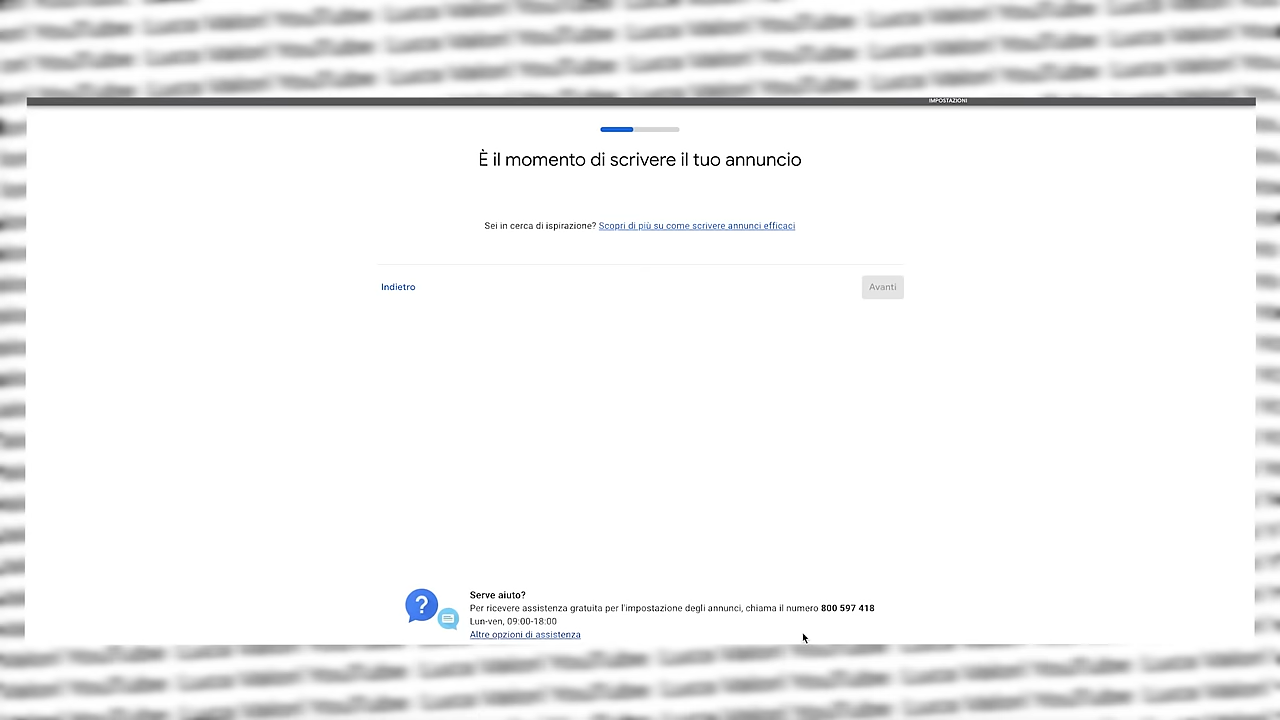 IMPOSTAZIONI
È il momento di scrivere il tuo annuncio
Sei in cerca di ispirazione? Scopri di più su come scrivere annunci efficaci
Indietro
Avanti
Serve aiuto?
Per ricevere assistenza gratuita per l'impostazione degli annunci, chiama il numero 800 597 418
Lun-ven, 09:00-18:00
Altre opzioni di assistenza